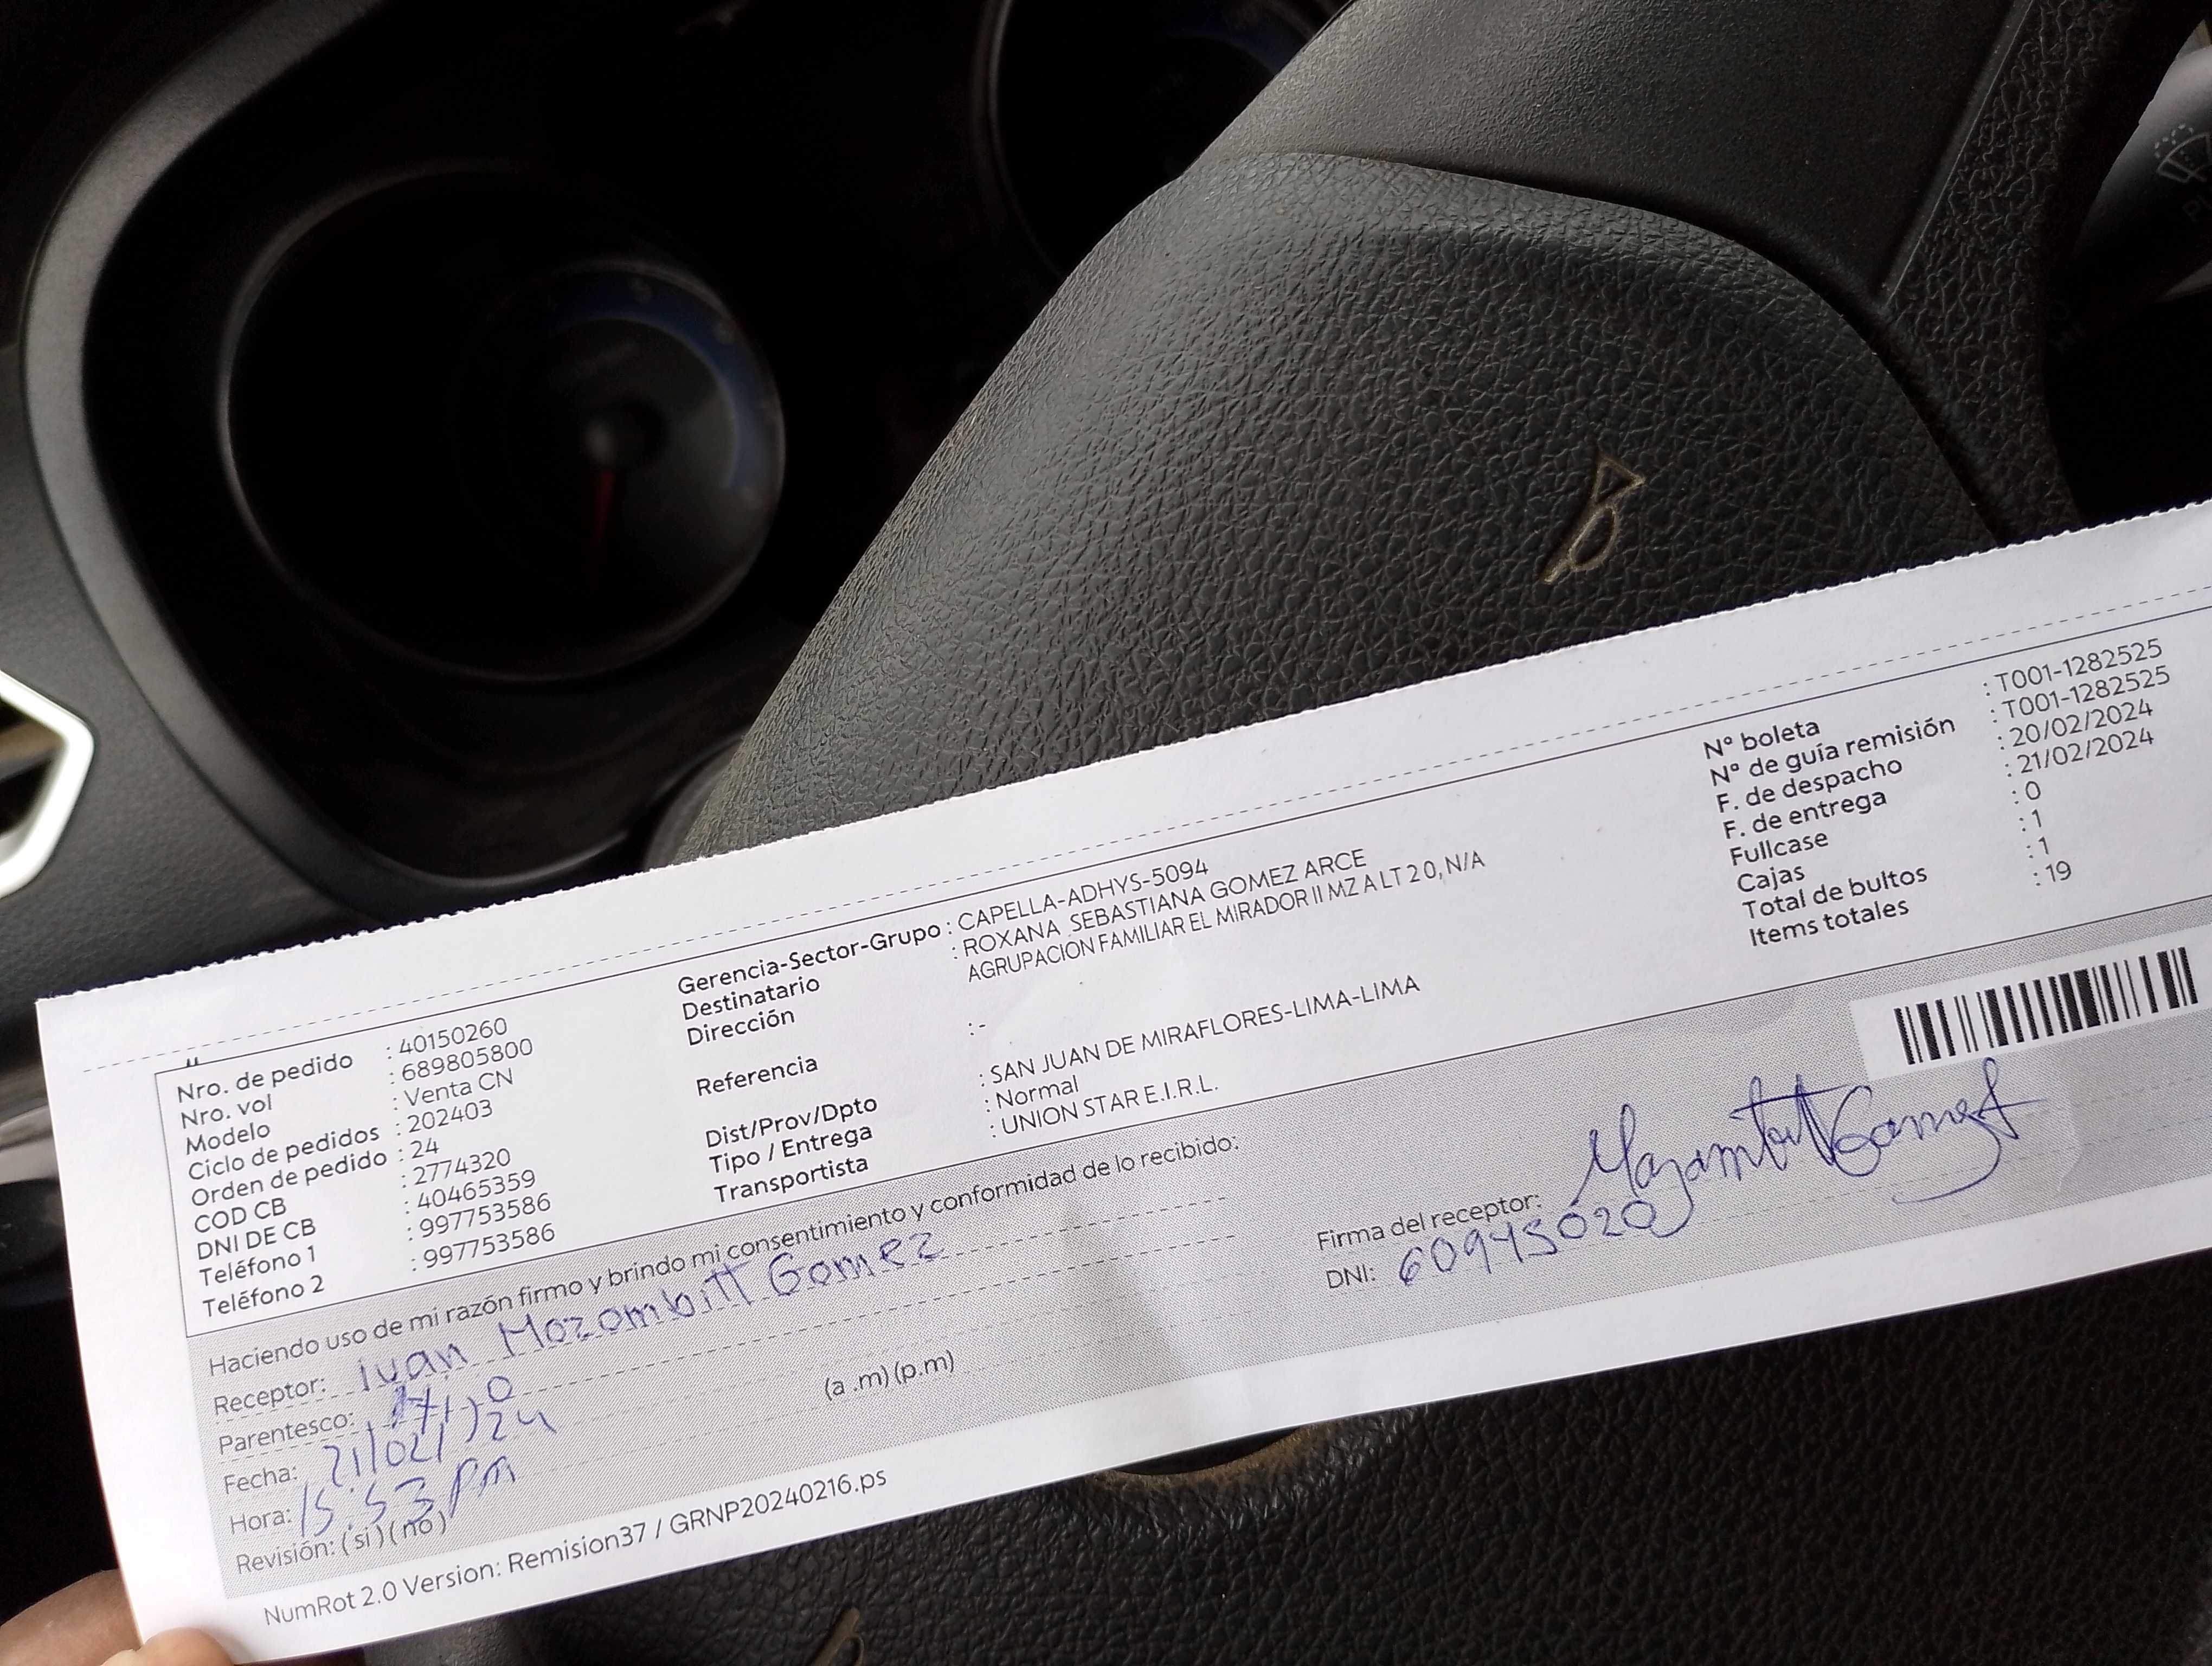 Nro. de pedido : 40150260
Nro. vol : 689805800
Modelo : Venta CN
Ciclo de pedidos : 202403
Orden de pedido : 24
COD CB : 2774320
DNI DE CB : 40465359
Teléfono 1 : 997753586
Teléfono 2 : 997753586
Gerencia-Sector-Grupo : CAPELLA-ADHYS-5094
Destinatario : ROXANA SEBASTIANA GOMEZ ARCE
Dirección AGRUPACION FAMILIAR EL MIRADOR II MZ A LT 2 0, N/A
Referencia :-
Dist/Prov/Dpto : SAN JUAN DE MIRAFLORES-LIMA-LIMA
Tipo / Entrega : Normal
Transportista : UNION STAR E.I.R.L.
N° boleta : T001-1282525
N° de guía remisión : T001-1282525
F. de despacho : 20/02/2024
F. de entrega : 21/02/2024
Fullcase : 0
Cajas : 1
Total de bultos : 1
Items totales : 19
Haciendo uso de mi razón firmo y brindo mi consentimiento y conformidad de lo recibido:
Receptor: ivan Mozombitt Gomez
Parentesco: Hijo
Fecha: 21/02/24
Hora: 15:53 pm (a .m) (p.m)
Revisión: ( si ) ( no )
Firma del receptor: Gomez
DNI: 60945020
NumRot 2.0 Version: Remision37 / GRNP20240216.ps